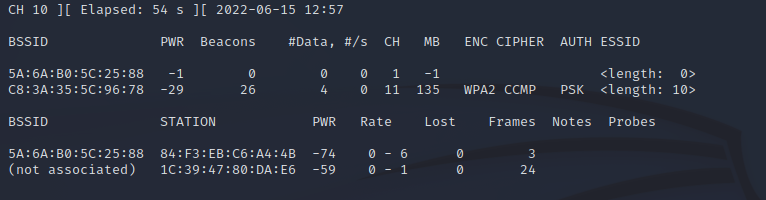 CH 10 ][ Elapsed: 54 s ][ 2022-06-15 12:57
BSSID PWR Beacons #Data, #/s CH MB ENC CIPHER AUTH ESSID
5A:6A:B0:5C:25:88 -1 0 0 0 1 -1 <length: 0>
C8:3A:35:5C:96:78 -29 26 4 0 11 135 WPA2 CCMP PSK <length: 10>
BSSID STATION PWR Rate Lost Frames Notes Probes
5A:6A:B0:5C:25:88 84:F3:EB:C6:A4:4B -74 0 - 6 0 3
(not associated) 1C:39:47:80:DA:E6 -59 0 - 1 0 24